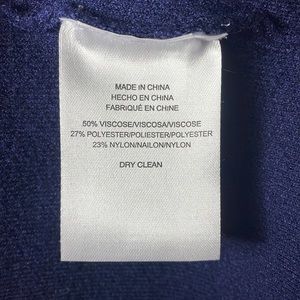 MADE IN CHINA
HECHO EN CHINA
FABRIQUÉ EN CHINE
50% VISCOSE/VISCOSA/VISCOSE
27% POLYESTER/POLIESTER/POLYESTER
23% NYLON/NAILON/NYLON
DRY CLEAN